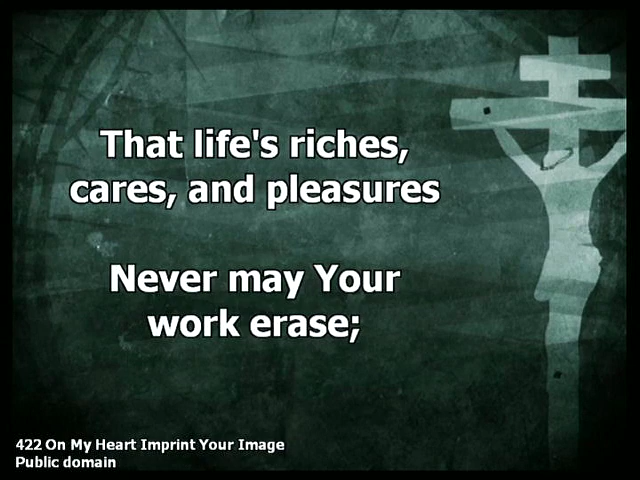 That life's riches,
cares, and pleasures
Never may Your
work erase;
422 On My Heart Imprint Your Image
Public domain